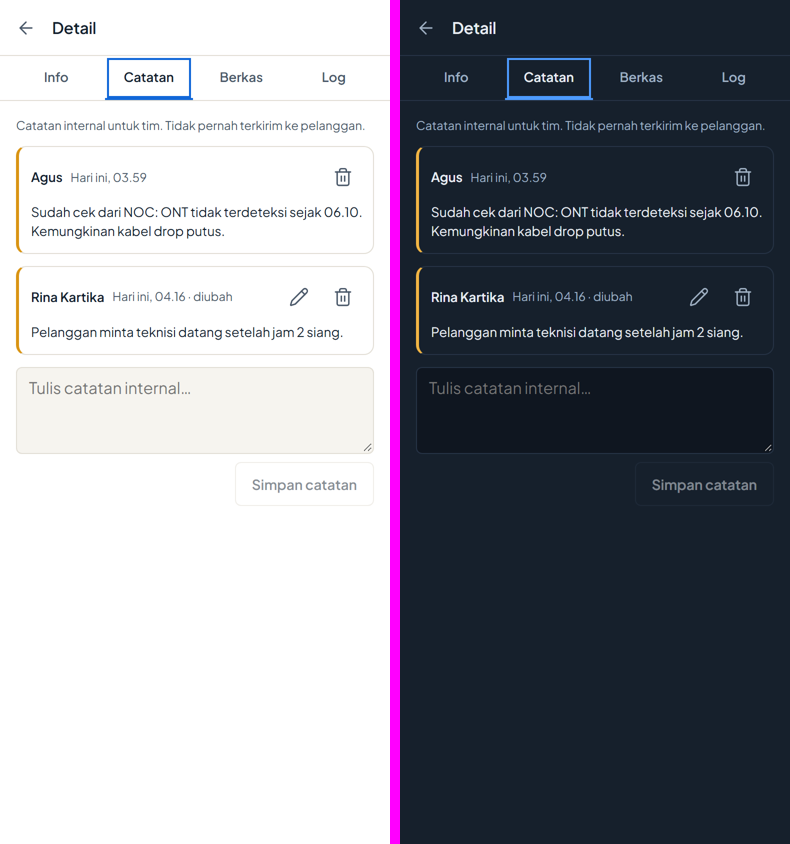 Detail
Info Catatan Berkas Log
Catatan internal untuk tim. Tidak pernah terkirim ke pelanggan.
Agus Hari ini, 03.59
Sudah cek dari NOC: ONT tidak terdeteksi sejak 06.10.
Kemungkinan kabel drop putus.
Rina Kartika Hari ini, 04.16 · diubah
Pelanggan minta teknisi datang setelah jam 2 siang.
Tulis catatan internal...
Simpan catatan
Detail
Info Catatan Berkas Log
Catatan internal untuk tim. Tidak pernah terkirim ke pelanggan.
Agus Hari ini, 03.59
Sudah cek dari NOC: ONT tidak terdeteksi sejak 06.10.
Kemungkinan kabel drop putus.
Rina Kartika Hari ini, 04.16 · diubah
Pelanggan minta teknisi datang setelah jam 2 siang.
Tulis catatan internal...
Simpan catatan